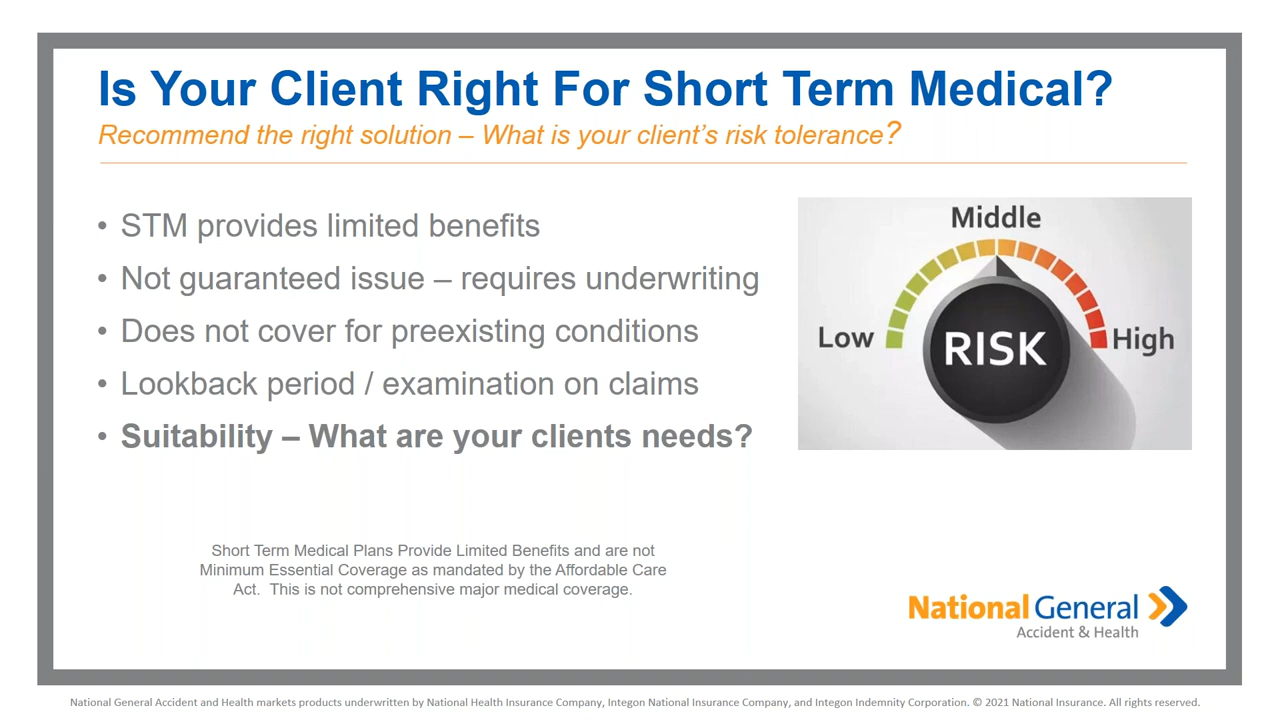 Is Your Client Right For Short Term Medical?
Recommend the right solution – What is your client's risk tolerance?
• STM provides limited benefits
• Not guaranteed issue – requires underwriting
• Does not cover for preexisting conditions
• Lookback period / examination on claims
• Suitability – What are your clients needs?
Middle
Low
RISK
High
Short Term Medical Plans Provide Limited Benefits and are not
Minimum Essential Coverage as mandated by the Affordable Care
Act. This is not comprehensive major medical coverage.
National General
Accident & Health
National General Accident and Health markets products underwritten by National Health Insurance Company, Integon National Insurance Company, and Integon Indemnity Corporation. © 2021 National Insurance. All rights reserved.